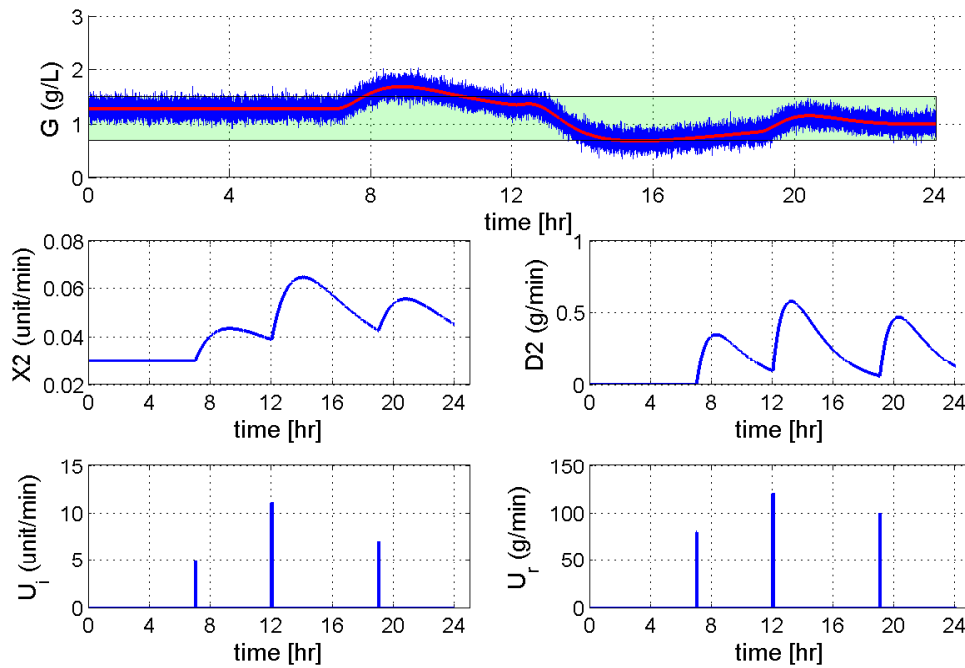 3
2
1
0
G (g/L)
0 4 8 12 16 20 24
time [hr]
0.08
0.06
0.04
0.02
X2 (unit/min)
0 4 8 12 16 20 24
time [hr]
1
0.5
0
D2 (g/min)
0 4 8 12 16 20 24
time [hr]
15
10
5
0
U_i (unit/min)
0 4 8 12 16 20 24
time [hr]
150
100
50
0
U_r (g/min)
0 4 8 12 16 20 24
time [hr]